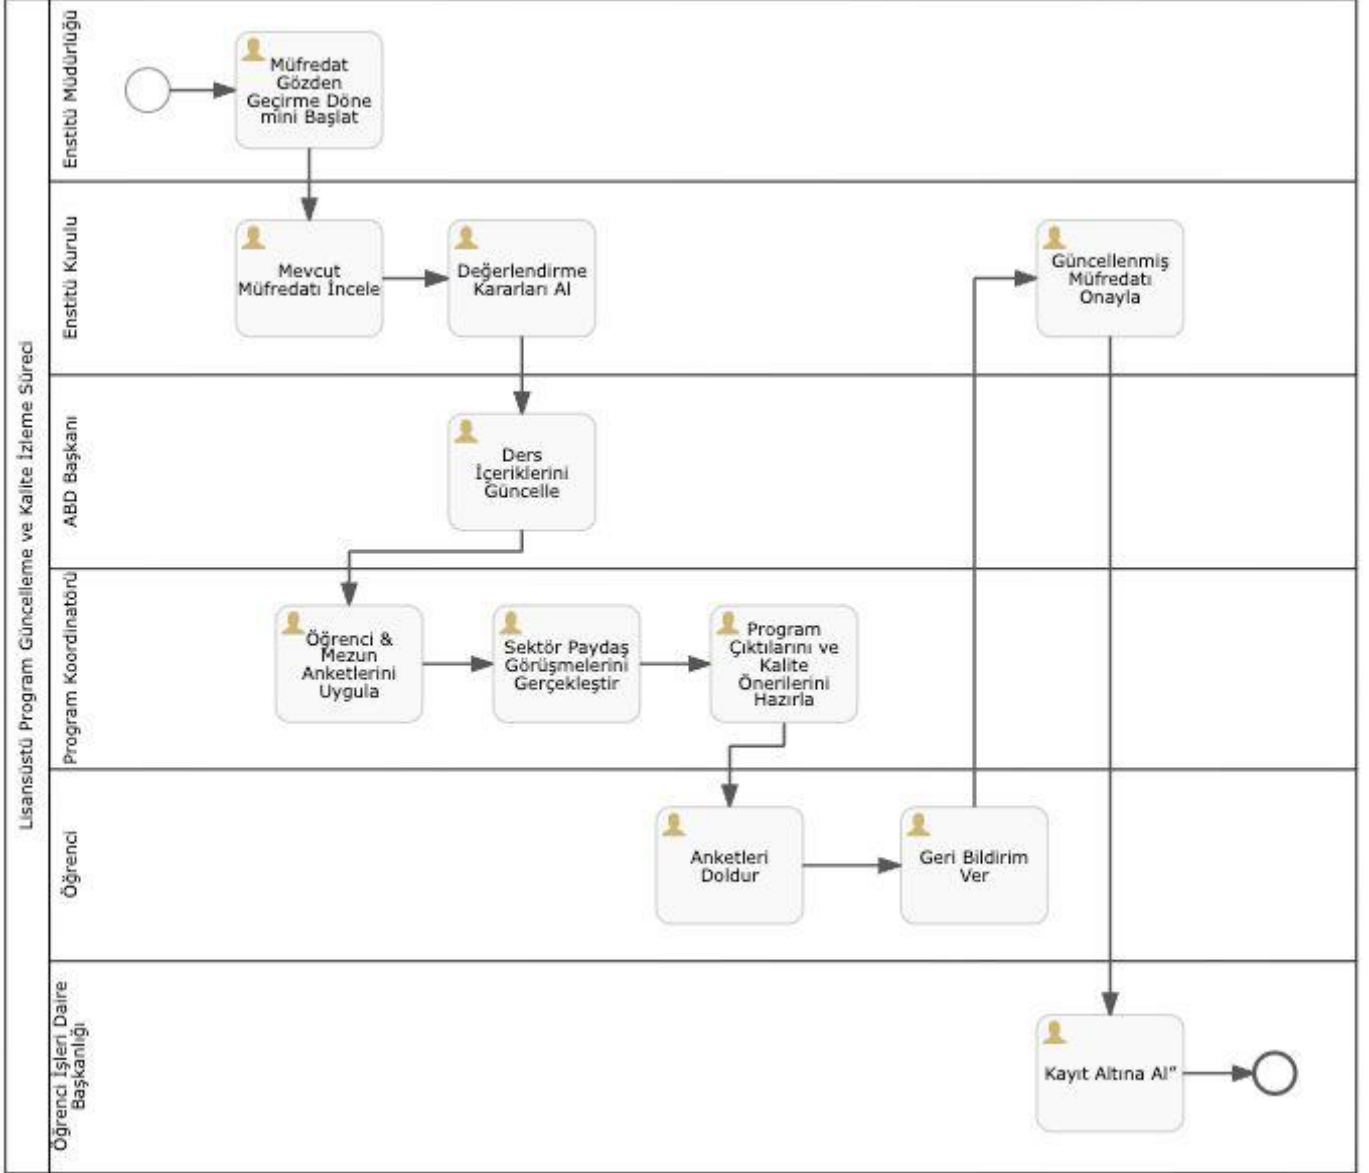 Lisansüstü Program Güncelleme ve Kalite İzleme Süreci
Enstitü Müdürlüğü
Müfredat
Gözden
Geçirme Döne
mini Başlat
Enstitü Kurulu
Mevcut
Müfredatı İncele
Değerlendirme
Kararları Al
Güncellenmiş
Müfredatı
Onayla
ABD Başkanı
Ders
İçeriklerini
Güncelle
Program Koordinatörü
Öğrenci &
Mezun
Anketlerini
Uygula
Sektör Paydaş
Görüşmelerini
Gerçekleştir
Program
Çıktılarını ve
Kalite
Önerilerini
Hazırla
Öğrenci
Anketleri
Doldur
Geri Bildirim
Ver
Öğrenci İşleri Daire
Başkanlığı
Kayıt Altına Al”